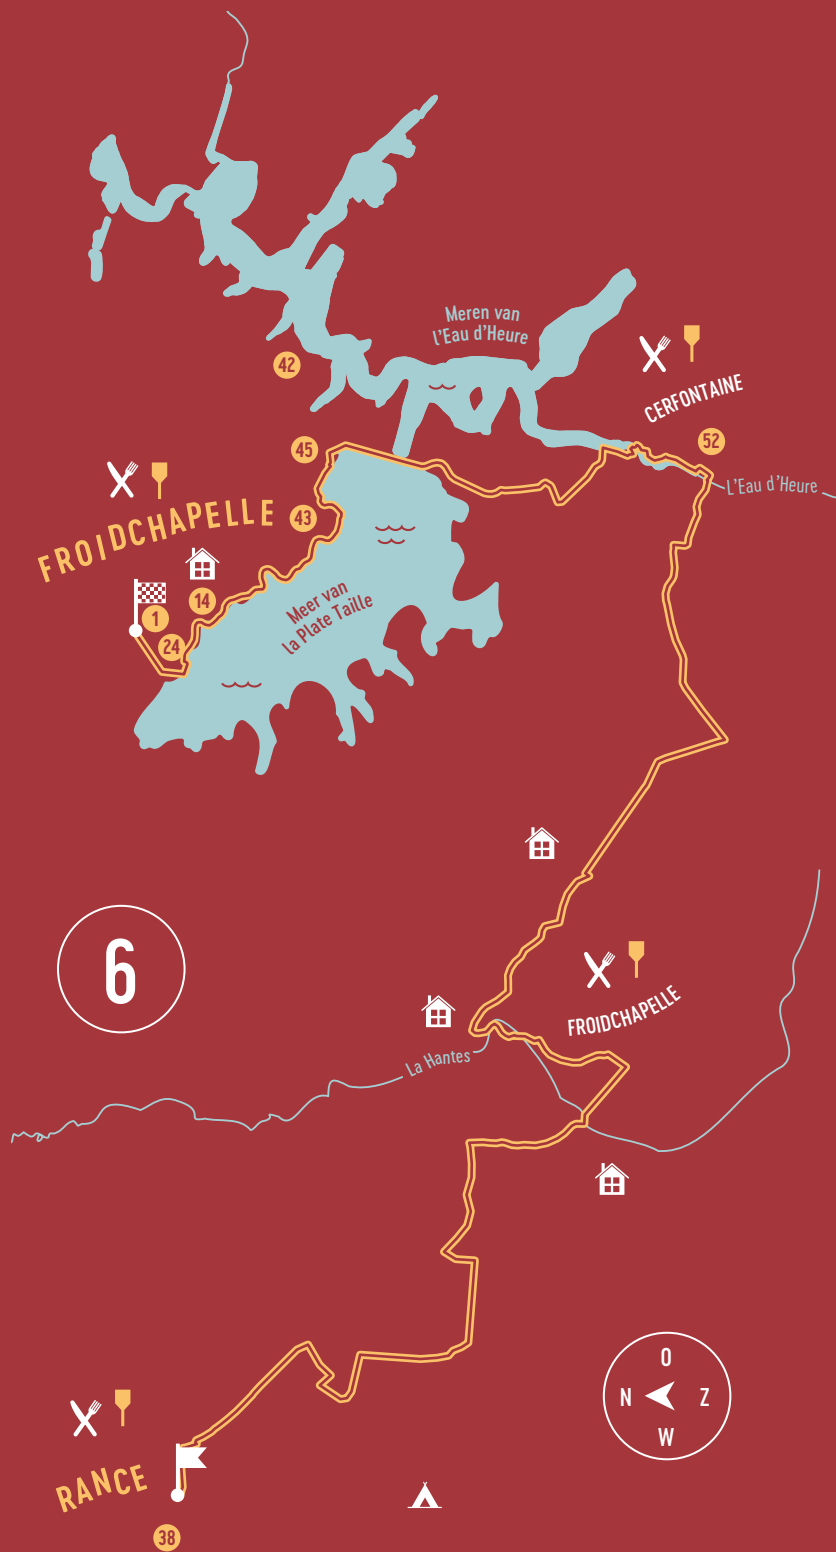 Meren van
l'Eau d'Heure
CERFONTAINE
42
52
45
L'Eau d'Heure
FROIDCHAPELLE
43
14
Meer van
la Plate Taille
1
24
6
FROIDCHAPELLE
La Hantes
O
N Z
W
RANCE
38